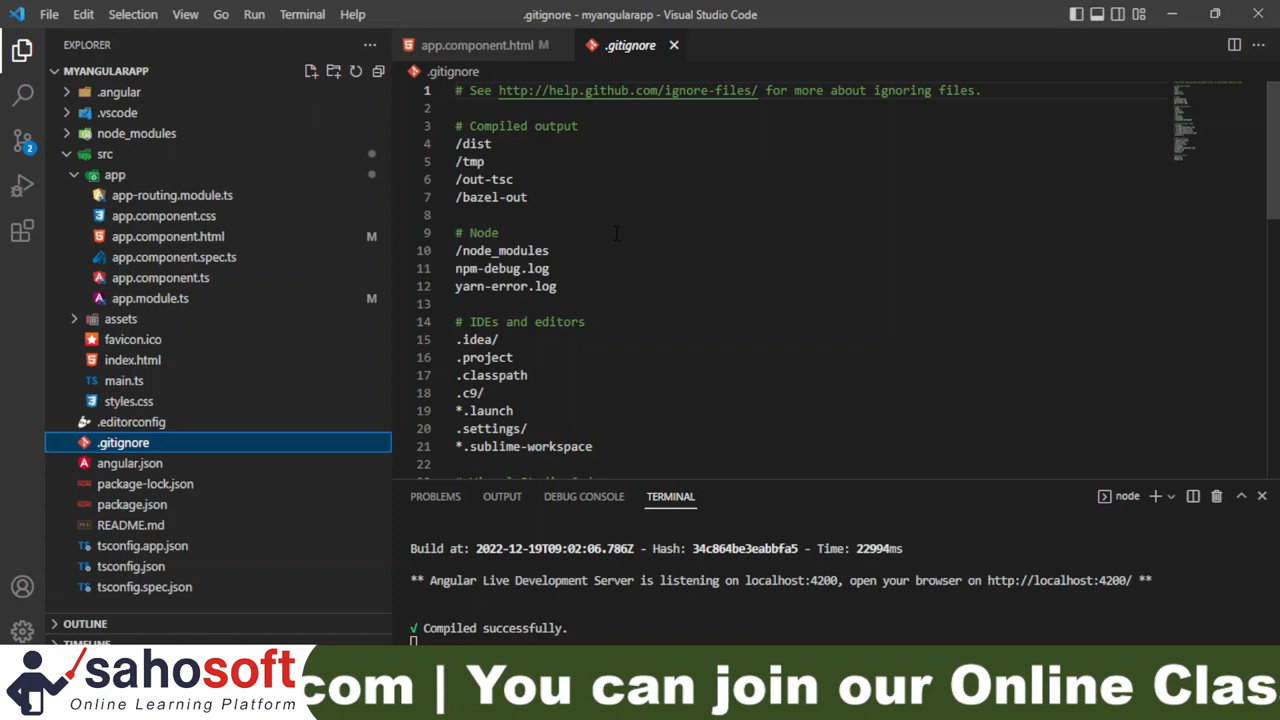 File Edit Selection View Go Run Terminal Help
.gitignore - myangularapp - Visual Studio Code
EXPLORER
MYANGULARAPP
.angular
.vscode
node_modules
src
app
app-routing.module.ts
app.component.css
app.component.html M
app.component.spec.ts
app.component.ts
app.module.ts M
assets
favicon.ico
index.html
TS main.ts
styles.css
.editorconfig
.gitignore
angular.json
package-lock.json
package.json
README.md
tsconfig.app.json
tsconfig.json
tsconfig.spec.json
OUTLINE
TIMELINE
2
app.component.html M
.gitignore
.gitignore
1 # See http://help.github.com/ignore-files/ for more about ignoring files.
2
3 # Compiled output
4 /dist
5 /tmp
6 /out-tsc
7 /bazel-out
8
9 # Node
10 /node_modules
11 npm-debug.log
12 yarn-error.log
13
14 # IDEs and editors
15 .idea/
16 .project
17 .classpath
18 .c9/
19 *.launch
20 .settings/
21 *.sublime-workspace
22
PROBLEMS OUTPUT DEBUG CONSOLE TERMINAL
node
Build at: 2022-12-19T09:02:06.786Z - Hash: 34c864be3eabbfa5 - Time: 22994ms
** Angular Live Development Server is listening on localhost:4200, open your browser on http://localhost:4200/ **
√ Compiled successfully.
sahosoft
Online Learning Platform
.com | You can join our Online Clas